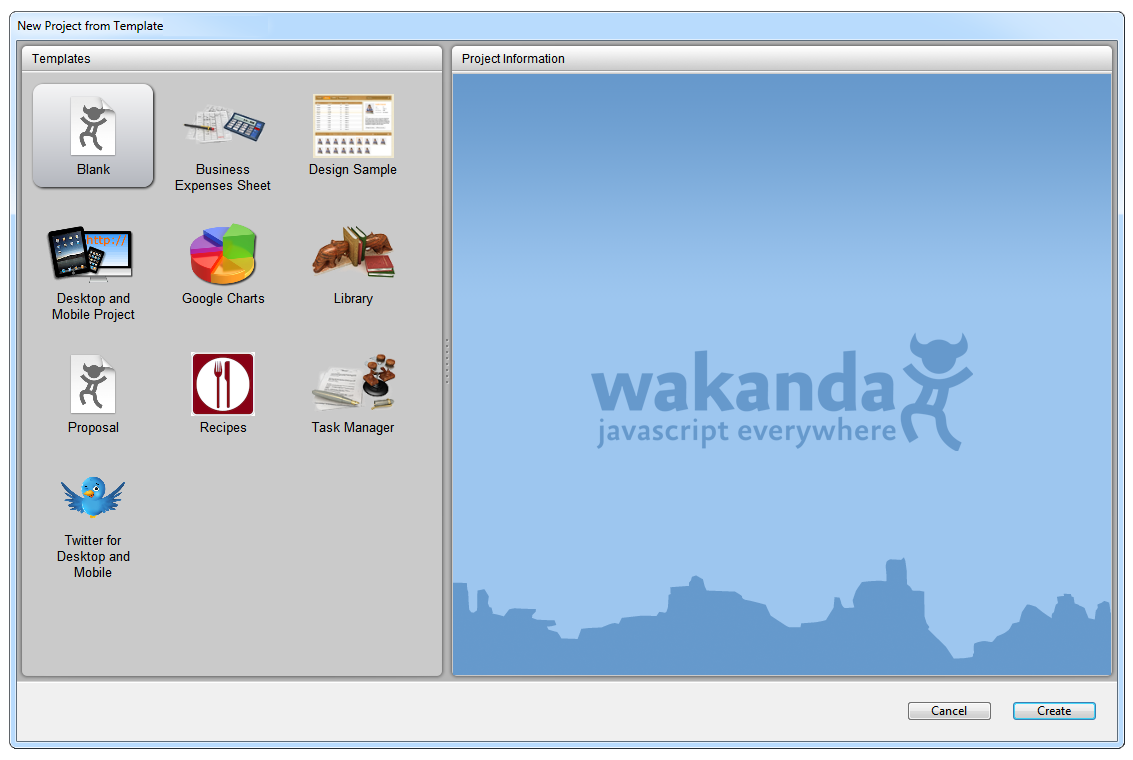 New Project from Template
Templates
Project Information
Blank
Business
Expenses Sheet
Design Sample
http://
Desktop and
Mobile Project
Google Charts
Library
Proposal
Recipes
Task Manager
Twitter for
Desktop and
Mobile
wakanda
javascript everywhere
Cancel
Create